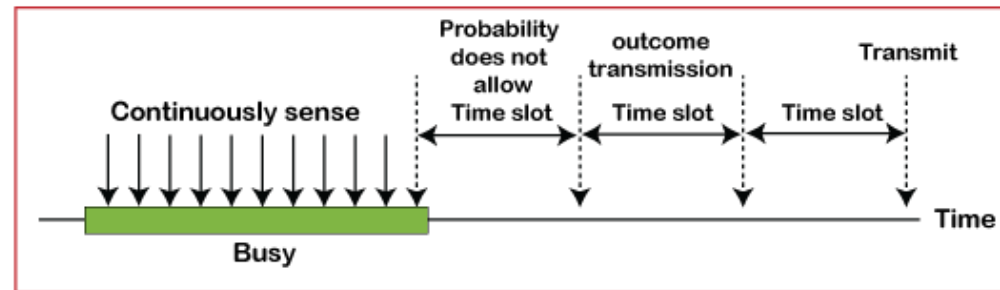 Probability
does not
allow
outcome
transmission
Transmit
Continuously sense
Time slot
Time slot
Time slot
Time
Busy